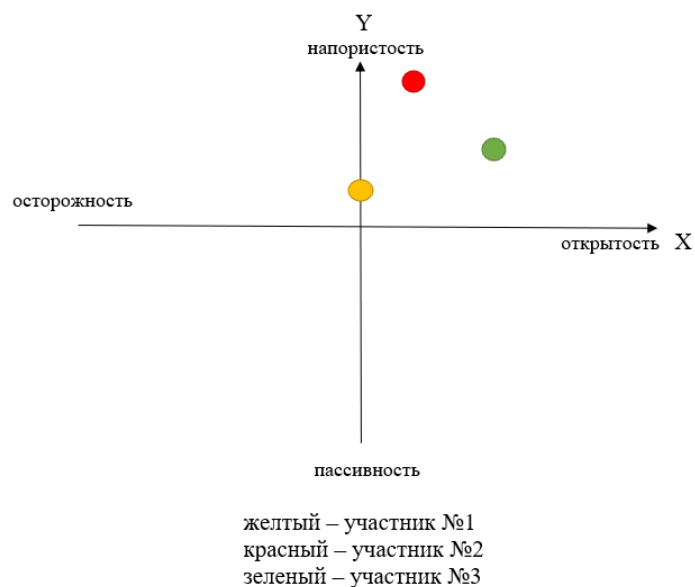 Y
напористость
осторожность
открытость X
пассивность
желтый – участник №1
красный – участник №2
зеленый – участник №3